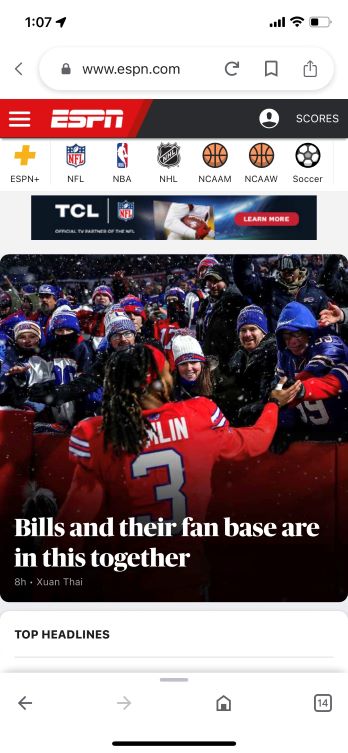 1:07
www.espn.com
ESPN
SCORES
ESPN+
NFL
NBA
NHL
NCAAM
NCAAW
Soccer
TCL
NFL
LEARN MORE
OFFICIAL TV PARTNER OF THE NFL
KLIN
3
19
Bills and their fan base are
in this together
8h • Xuan Thai
TOP HEADLINES
14